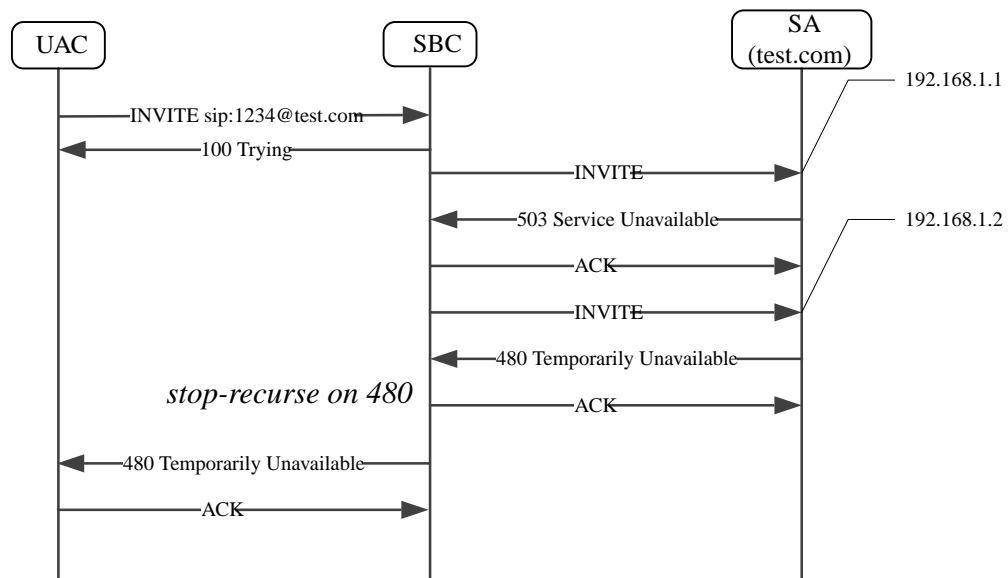 UAC
SBC
SA
(test.com)
192.168.1.1
INVITE sip:1234@test.com
100 Trying
INVITE
503 Service Unavailable
192.168.1.2
ACK
INVITE
480 Temporarily Unavailable
stop-recurse on 480
ACK
480 Temporarily Unavailable
ACK